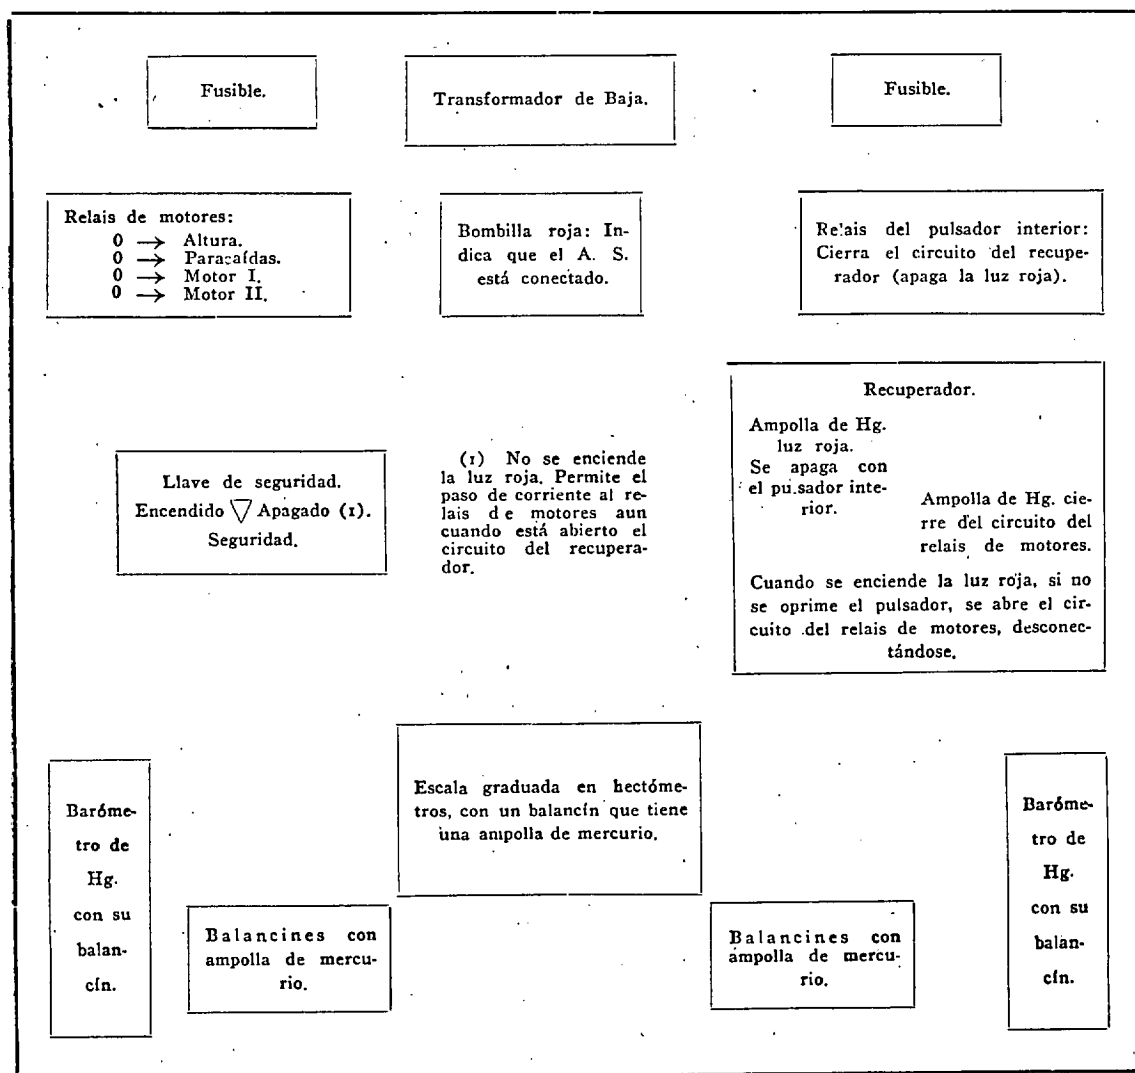 Fusible.
Transformador de Baja.
Fusible.
Relais de motores:
0 → Altura.
0 → Paracaídas.
0 → Motor I.
0 → Motor II.
Bombilla roja: In-
dica que el A. S.
está conectado.
Relais del pulsador interior:
Cierra el circuito del recupe-
rador (apaga la luz roja).
Llave de seguridad.
Encendido ▽ Apagado (1).
Seguridad.
(1) No se enciende
la luz roja. Permite el
paso de corriente al re-
lais de motores aun
cuando está abierto el
circuito del recupera-
dor.
Recuperador.
Ampolla de Hg.
luz roja.
Se apaga con
el pulsador inte-
rior.
Ampolla de Hg. cie-
rre del circuito del
relais de motores.
Cuando se enciende la luz roja, si no
se oprime el pulsador, se abre el cir-
cuito del relais de motores, desconec-
tándose.
Escala graduada en hectóme-
tros, con un balancín que tiene
una ampolla de mercurio.
Baróme-
tro de
Hg.
con su
balan-
cín.
Balancines con
ampolla de mercu-
rio.
Balancines con
ampolla de mercu-
rio.
Baróme-
tro de
Hg.
con su
balan-
cín.